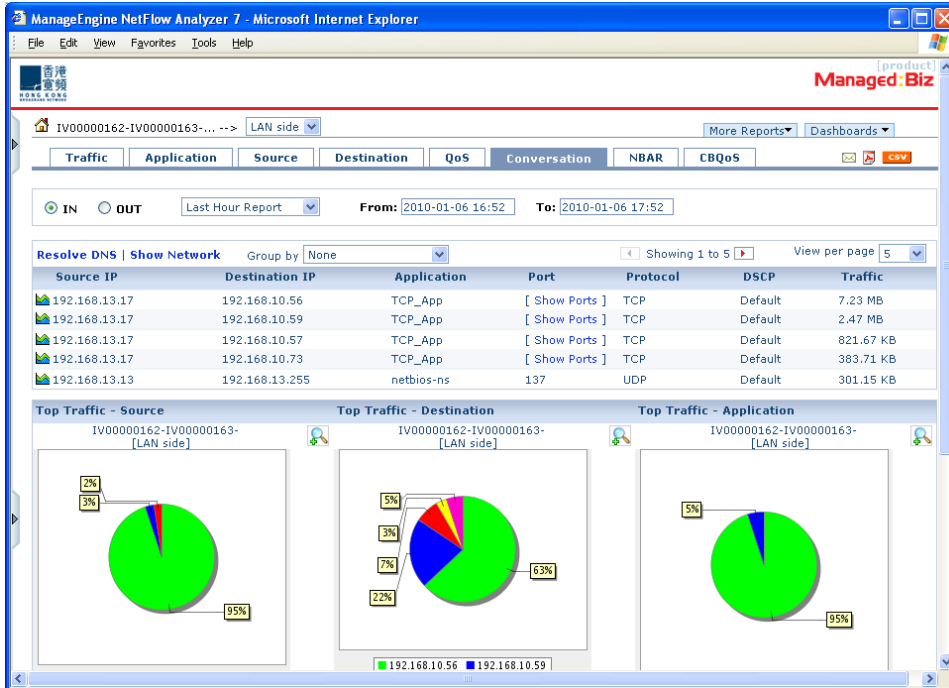 ManageEngine NetFlow Analyzer 7 - Microsoft Internet Explorer
File Edit View Favorites Tools Help
香港
寬頻
HONG KONG
BROADBAND NETWORK
[product]
Managed:Biz
IV00000162-IV00000163-... --> LAN side
More Reports Dashboards
Traffic Application Source Destination QoS Conversation NBAR CBQoS CSV
IN OUT Last Hour Report From: 2010-01-06 16:52 To: 2010-01-06 17:52
Resolve DNS | Show Network Group by None Showing 1 to 5 View per page 5
Source IP Destination IP Application Port Protocol DSCP Traffic
192.168.13.17 192.168.10.56 TCP_App [ Show Ports ] TCP Default 7.23 MB
192.168.13.17 192.168.10.59 TCP_App [ Show Ports ] TCP Default 2.47 MB
192.168.13.17 192.168.10.57 TCP_App [ Show Ports ] TCP Default 821.67 KB
192.168.13.17 192.168.10.73 TCP_App [ Show Ports ] TCP Default 383.71 KB
192.168.13.13 192.168.13.255 netbios-ns 137 UDP Default 301.15 KB
Top Traffic - Source Top Traffic - Destination Top Traffic - Application
IV00000162-IV00000163- IV00000162-IV00000163- IV00000162-IV00000163-
[LAN side] [LAN side] [LAN side]
2%
3%
95%
5%
3%
7%
22%
63%
5%
95%
192.168.10.56 192.168.10.59